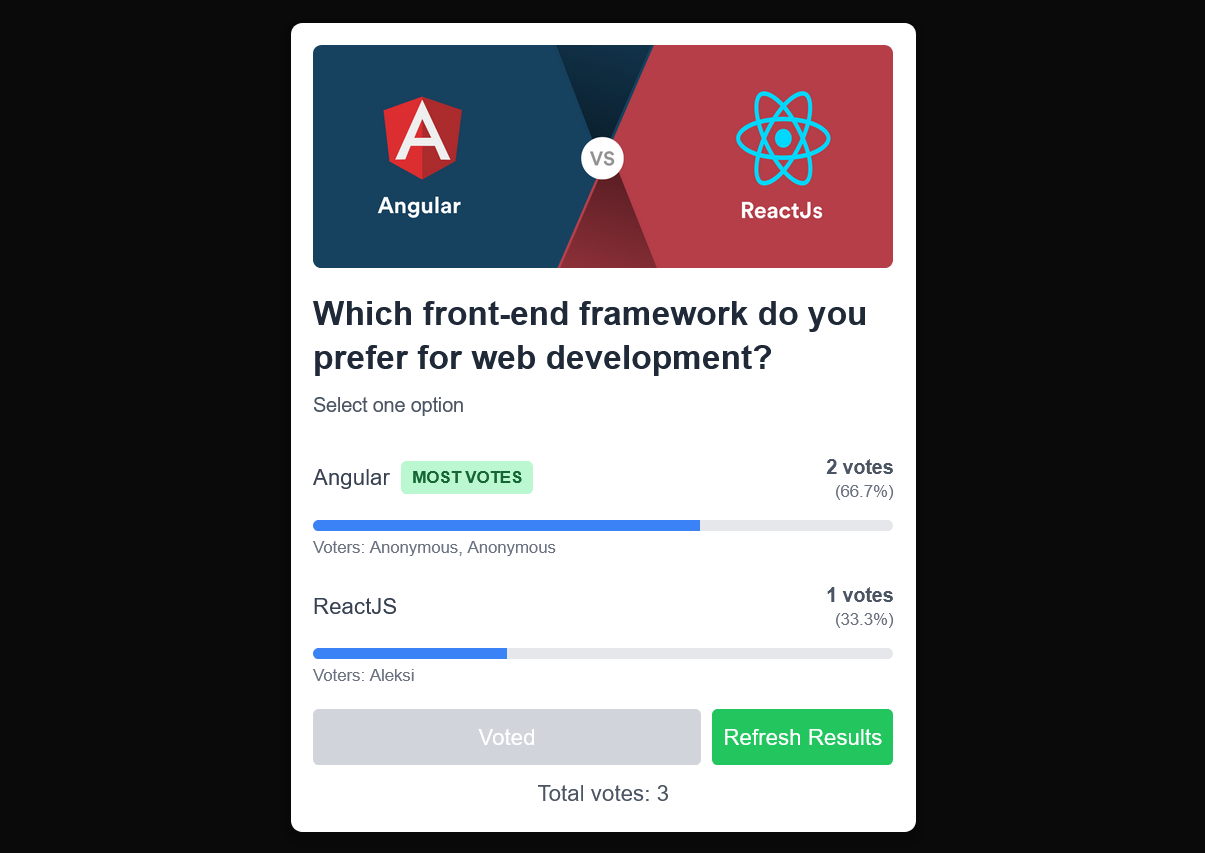 Angular
VS
ReactJs
Which front-end framework do you
prefer for web development?
Select one option
Angular MOST VOTES 2 votes
(66.7%)
Voters: Anonymous, Anonymous
ReactJS 1 votes
(33.3%)
Voters: Aleksi
Voted Refresh Results
Total votes: 3